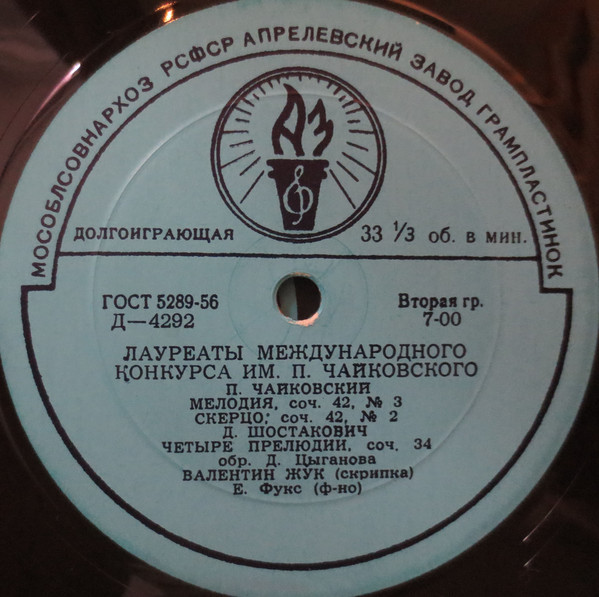 МОСОБЛСОВНАРХОЗ РСФСР АПРЕЛЕВСКИЙ ЗАВОД ГРАМПЛАСТИНОК
АЗ
ДОЛГОИГРАЮЩАЯ 33 1/3 об. в мин.
ГОСТ 5289-56 Вторая гр.
Д—4292 7-00
ЛАУРЕАТЫ МЕЖДУНАРОДНОГО
КОНКУРСА ИМ. П. ЧАЙКОВСКОГО
П. ЧАЙКОВСКИЙ
МЕЛОДИЯ, соч. 42, № 3
СКЕРЦО, соч. 42, № 2
Д. ШОСТАКОВИЧ
ЧЕТЫРЕ ПРЕЛЮДИИ, соч. 34
обр. Д. Цыганова
ВАЛЕНТИН ЖУК (скрипка)
Е. Фукс (ф-но)